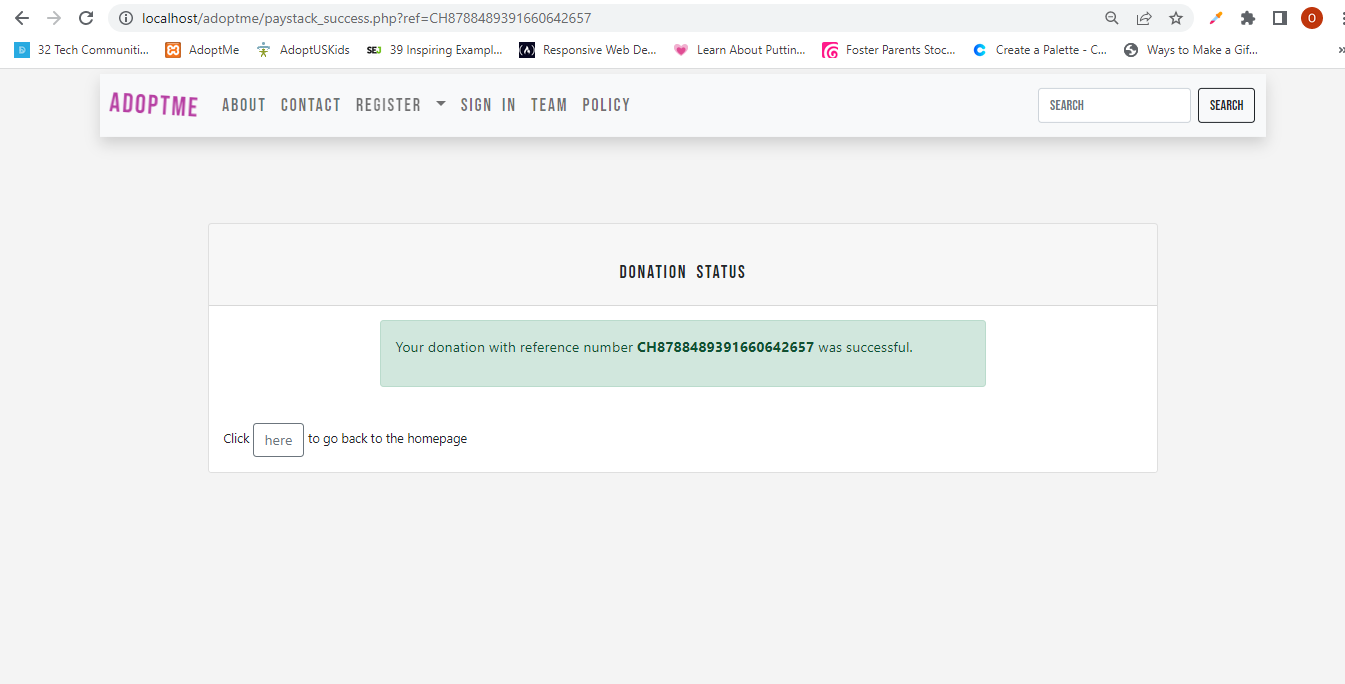 localhost/adoptme/paystack_success.php?ref=CH8788489391660642657
O
32 Tech Communiti... AdoptMe AdoptUSKids SEJ 39 Inspiring Exampl... (A) Responsive Web De... Learn About Puttin... Foster Parents Stoc... Create a Palette - C... Ways to Make a Gif... »
ADOPTME ABOUT CONTACT REGISTER SIGN IN TEAM POLICY SEARCH SEARCH
DONATION STATUS
Your donation with reference number CH8788489391660642657 was successful.
Click here to go back to the homepage